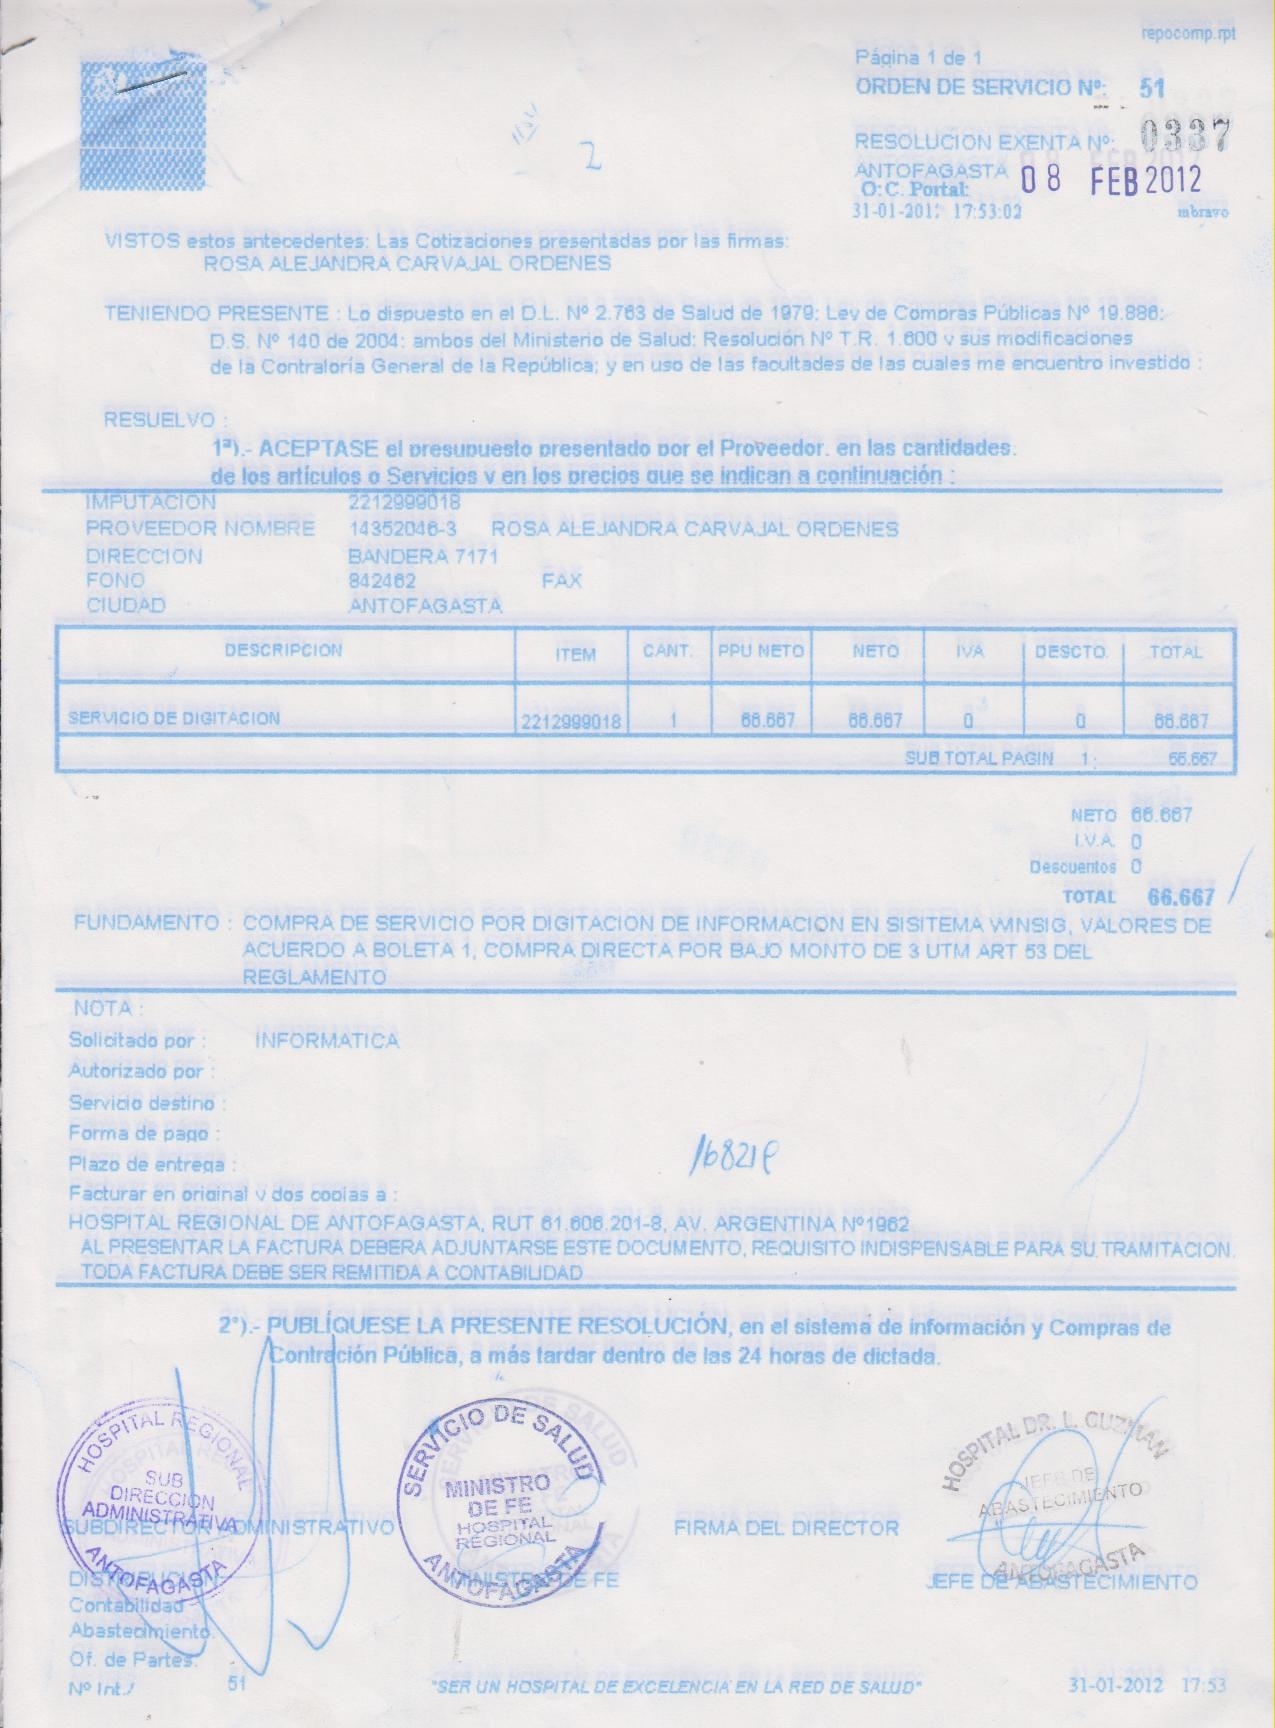 repocomp.rpt
Página 1 de 1
ORDEN DE SERVICIO Nº: 51
RESOLUCION EXENTA Nº: 0337
ANTOFAGASTA 08 FEB 2012
O: C. Portal:
31-01-2012 17:53:02 mbravo
2
VISTOS estos antecedentes: Las Cotizaciones presentadas por las firmas:
ROSA ALEJANDRA CARVAJAL ORDENES
TENIENDO PRESENTE : Lo dispuesto en el D.L. Nº 2.763 de Salud de 1979; Ley de Compras Públicas Nº 19.886;
D.S. Nº 140 de 2004; ambos del Ministerio de Salud; Resolución Nº T.R. 1.600 y sus modificaciones
de la Contraloría General de la República; y en uso de las facultades de las cuales me encuentro investido :
RESUELVO :
1ª).- ACEPTASE el presupuesto presentado por el Proveedor. en las cantidades.
de los artículos o Servicios y en los precios que se indican a continuación :
IMPUTACION 2212999018
PROVEEDOR NOMBRE 14352046-3 ROSA ALEJANDRA CARVAJAL ORDENES
DIRECCION BANDERA 7171
FONO 842462 FAX
CIUDAD ANTOFAGASTA
DESCRIPCION ITEM CANT. PPU NETO NETO IVA DESCTO. TOTAL
SERVICIO DE DIGITACION 2212999018 1 66.667 66.667 0 0 66.667
SUB TOTAL PAGIN 1 : 66.667
NETO 66.667
I.V.A. 0
Descuentos 0
TOTAL 66.667
FUNDAMENTO : COMPRA DE SERVICIO POR DIGITACION DE INFORMACION EN SISITEMA WINSIG, VALORES DE
ACUERDO A BOLETA 1, COMPRA DIRECTA POR BAJO MONTO DE 3 UTM ART 53 DEL
REGLAMENTO
NOTA :
Solicitado por : INFORMATICA
Autorizado por :
Servicio destino :
Forma de pago :
Plazo de entrega :
Facturar en original y dos copias a :
HOSPITAL REGIONAL DE ANTOFAGASTA, RUT 61.606.201-8, AV. ARGENTINA Nº1962
AL PRESENTAR LA FACTURA DEBERA ADJUNTARSE ESTE DOCUMENTO, REQUISITO INDISPENSABLE PARA SU TRAMITACION.
TODA FACTURA DEBE SER REMITIDA A CONTABILIDAD
2º).- PUBLÍQUESE LA PRESENTE RESOLUCIÓN, en el sistema de información y Compras de
Contración Pública, a más tardar dentro de las 24 horas de dictada.
HOSPITAL REGIONAL
SUB
DIRECCION
ADMINISTRATIVA
ANTOFAGASTA
SERVICIO DE SALUD
MINISTRO
DE FE
HOSPITAL
REGIONAL
ANTOFAGASTA
HOSPITAL DR. L. GUZMAN
JEFE DE
ABASTECIMIENTO
ANTOFAGASTA
SUBDIRECTOR ADMINISTRATIVO
FIRMA DEL DIRECTOR
MINISTRO DE FE
JEFE DE ABASTECIMIENTO
DISTRIBUCION
Contabilidad
Abastecimiento.
Of. de Partes.
Nº Int./ 51
"SER UN HOSPITAL DE EXCELENCIA EN LA RED DE SALUD"
31-01-2012 17:53